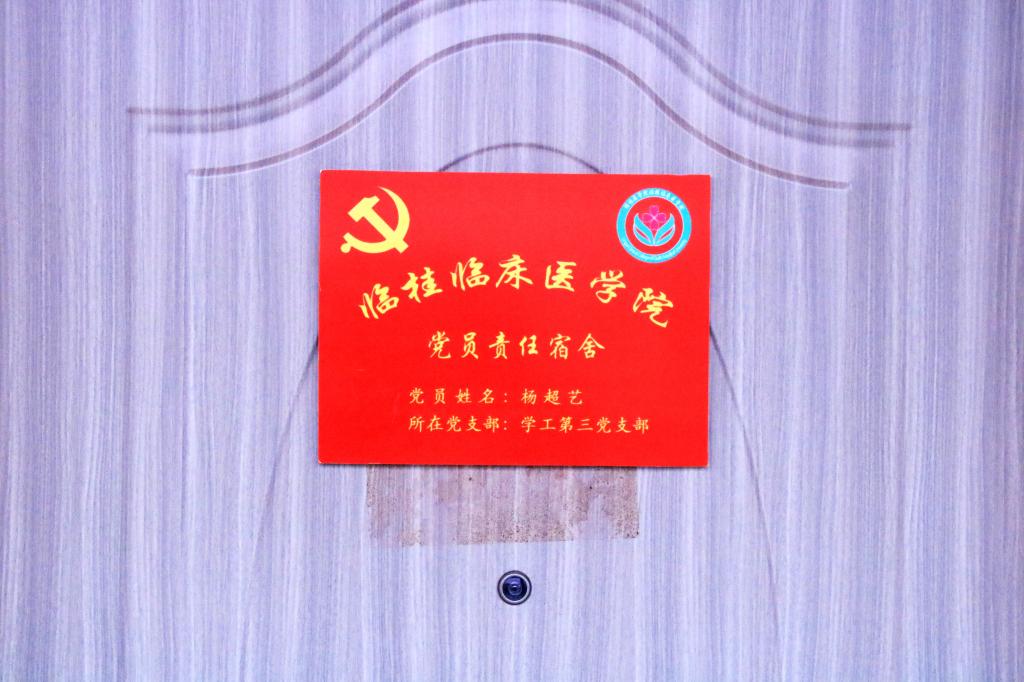 临桂临床医学院
党员责任宿舍
党员姓名：杨超艺
所在党支部：学工第三党支部